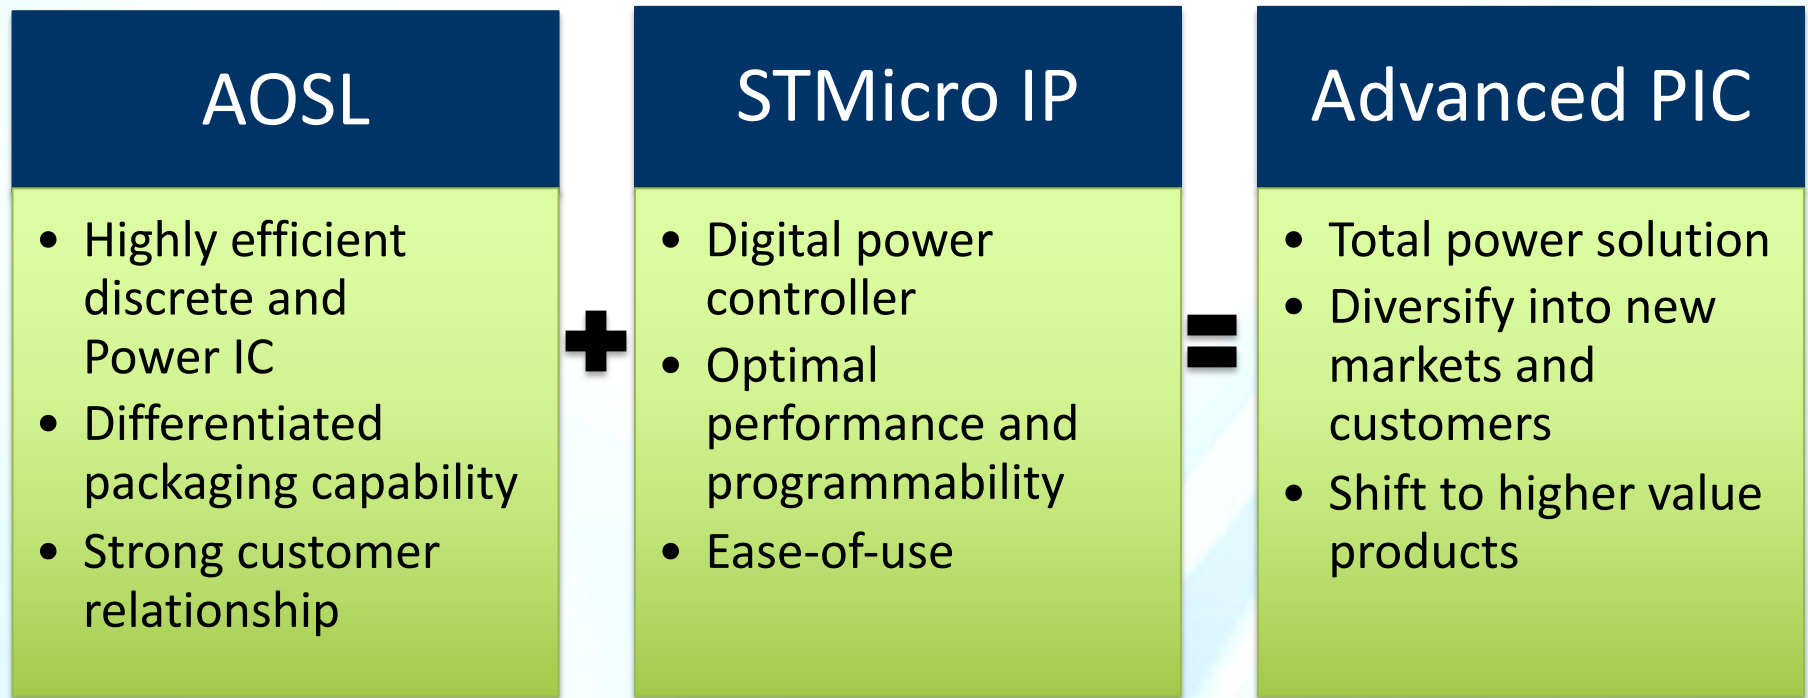 AOSL
• Highly efficient
discrete and
Power IC
• Differentiated
packaging capability
• Strong customer
relationship
STMicro IP
• Digital power
controller
• Optimal
performance and
programmability
• Ease-of-use
Advanced PIC
• Total power solution
• Diversify into new
markets and
customers
• Shift to higher value
products